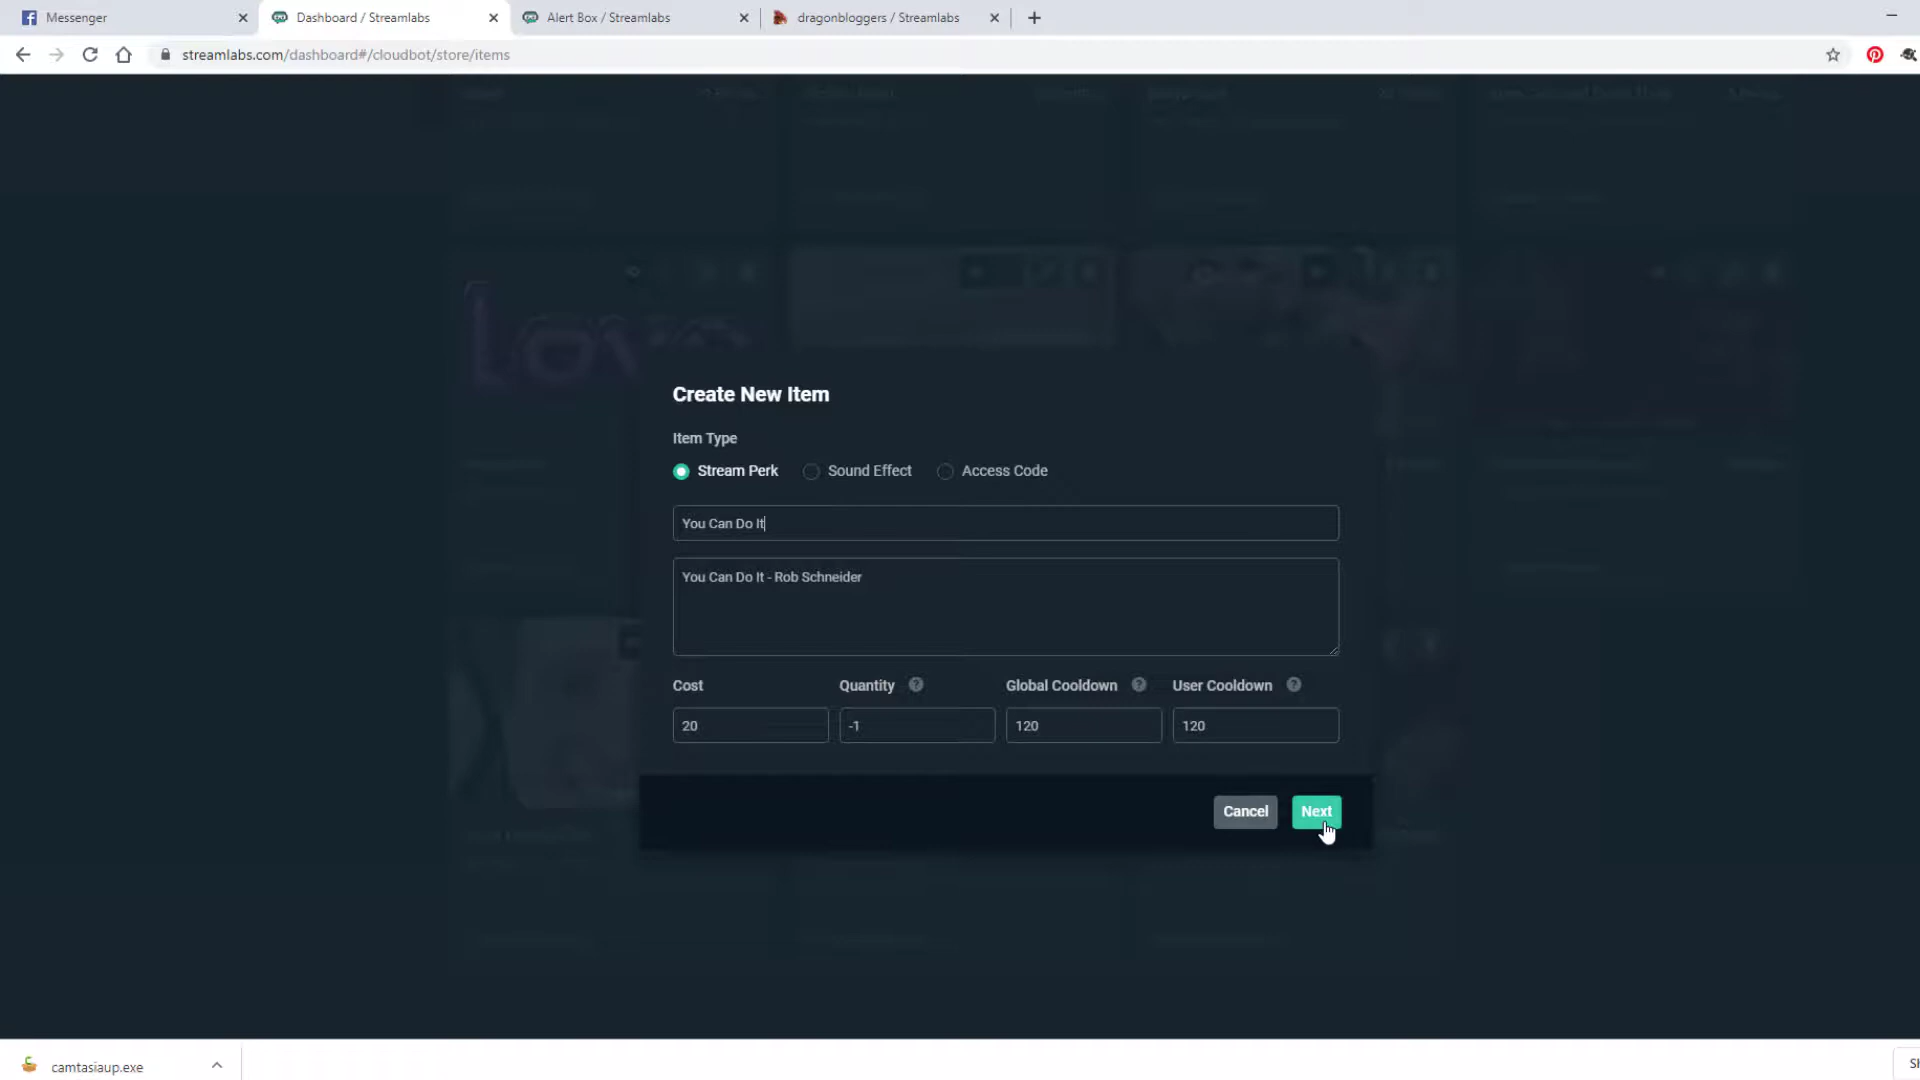 Messenger
Dashboard / Streamlabs
Alert Box / Streamlabs
dragonbloggers / Streamlabs
streamlabs.com/dashboard#/cloudbot/store/items
Create New Item
Item Type
Stream Perk
Sound Effect
Access Code
You Can Do It
You Can Do It - Rob Schneider
Cost
Quantity
Global Cooldown
User Cooldown
20
-1
120
120
Cancel
Next
camtasiaup.exe